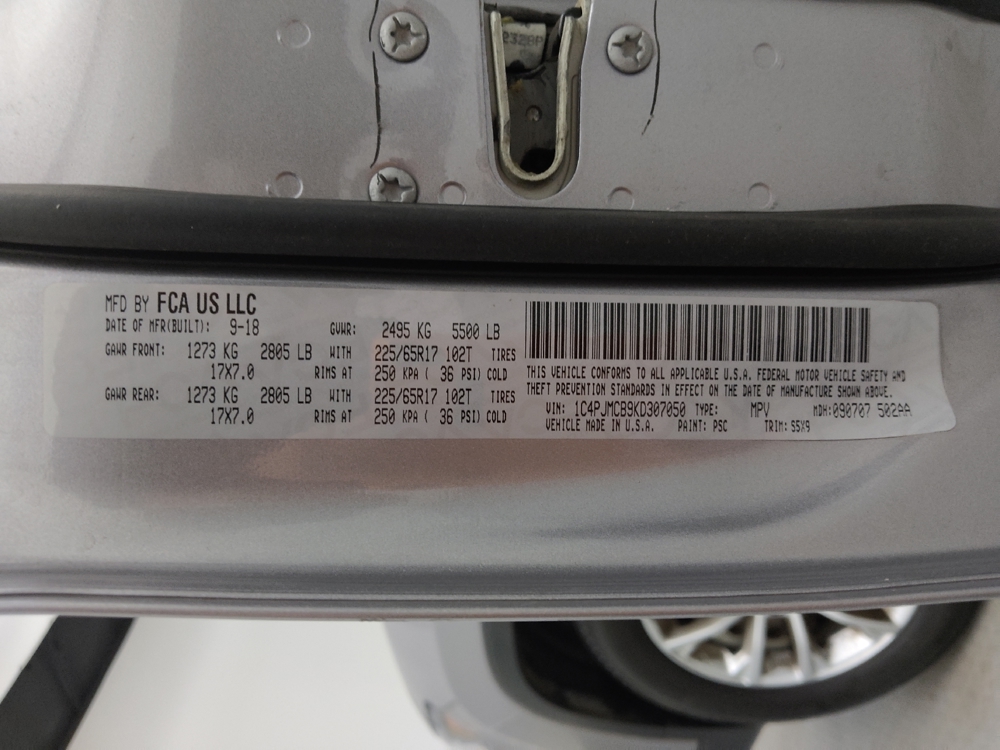 2328P
MFD BY FCA US LLC
DATE OF MFR(BUILT): 9-18 GVWR: 2495 KG 5500 LB
GAWR FRONT: 1273 KG 2805 LB WITH 225/65R17 102T TIRES
17X7.0 RIMS AT 250 KPA ( 36 PSI) COLD
GAWR REAR: 1273 KG 2805 LB WITH 225/65R17 102T TIRES
17X7.0 RIMS AT 250 KPA ( 36 PSI) COLD
THIS VEHICLE CONFORMS TO ALL APPLICABLE U.S.A. FEDERAL MOTOR VEHICLE SAFETY AND
THEFT PREVENTION STANDARDS IN EFFECT ON THE DATE OF MANUFACTURE SHOWN ABOVE.
VIN: 1C4PJMCB9KD307050 TYPE: MPV MDH:090707 502AA
VEHICLE MADE IN U.S.A. PAINT: PSC TRIM: S5X9